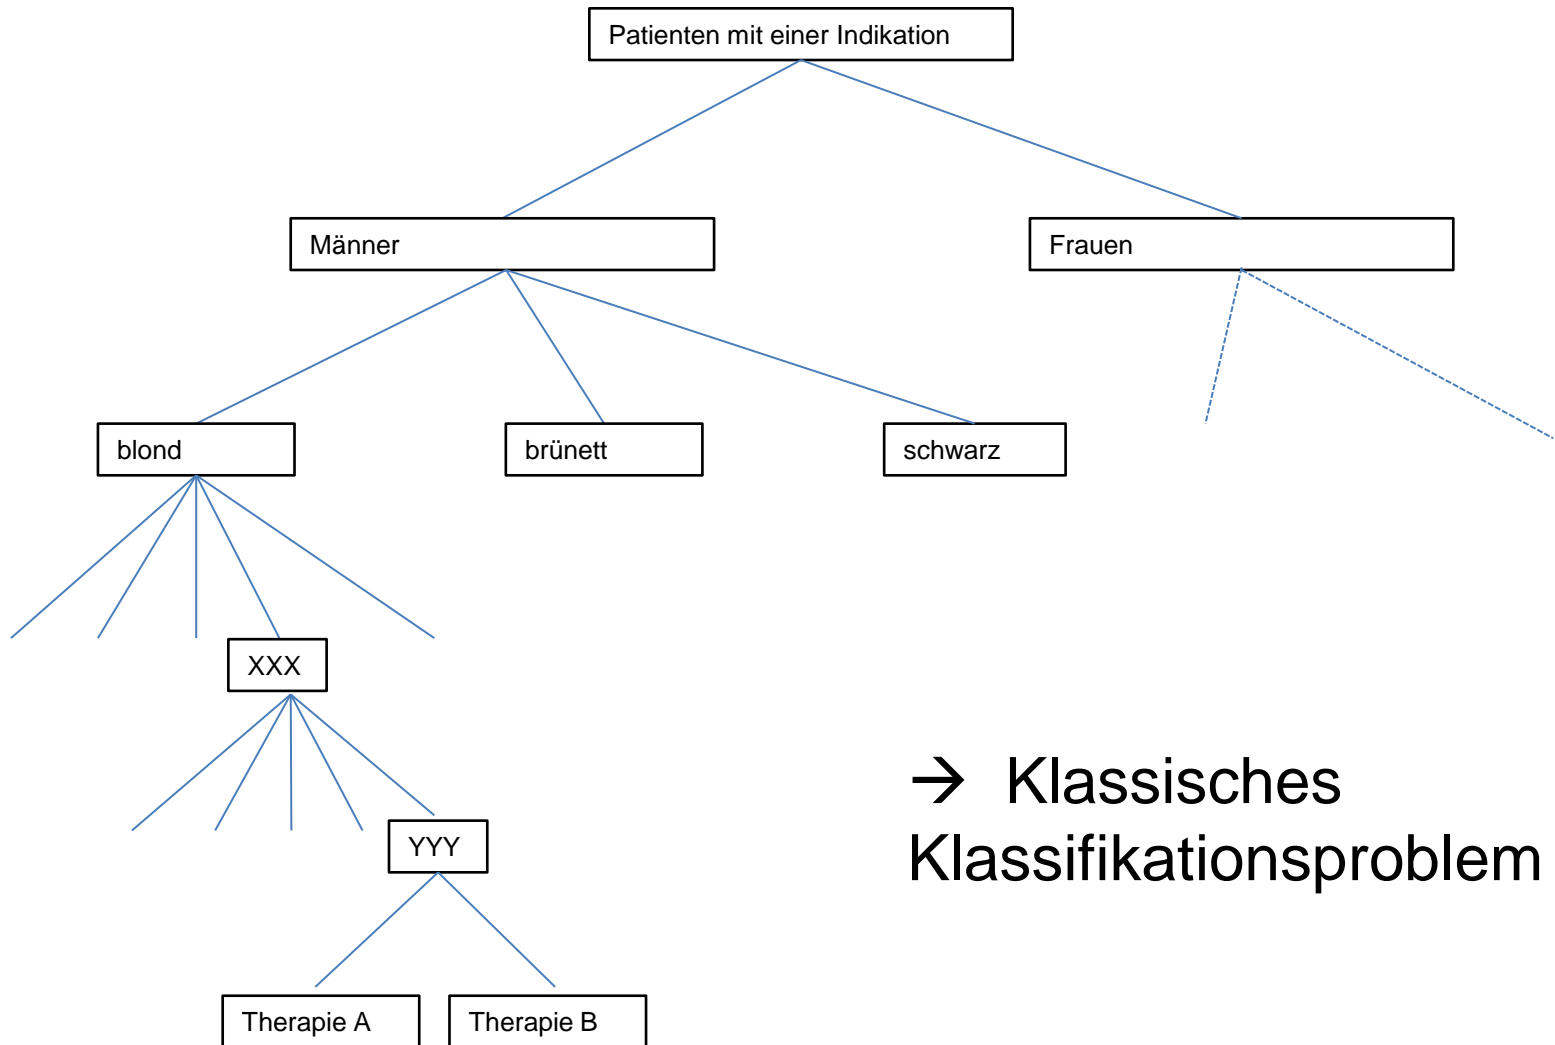 Patienten mit einer Indikation
Männer
Frauen
blond
brünett
schwarz
XXX
YYY
→ Klassisches
Klassifikationsproblem
Therapie A
Therapie B